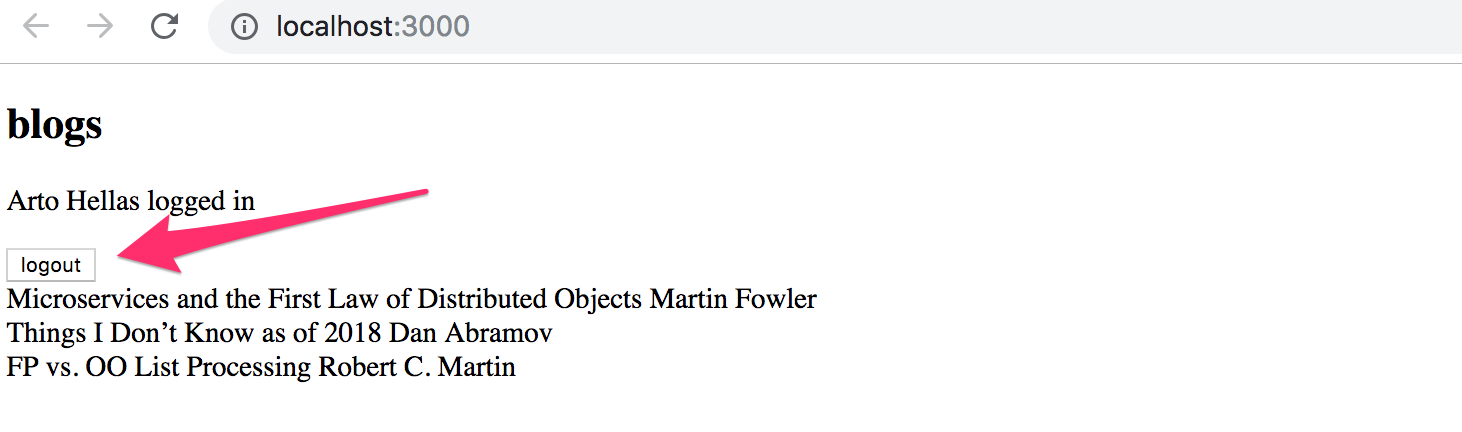 localhost:3000
blogs
Arto Hellas logged in
logout
Microservices and the First Law of Distributed Objects Martin Fowler
Things I Don’t Know as of 2018 Dan Abramov
FP vs. OO List Processing Robert C. Martin